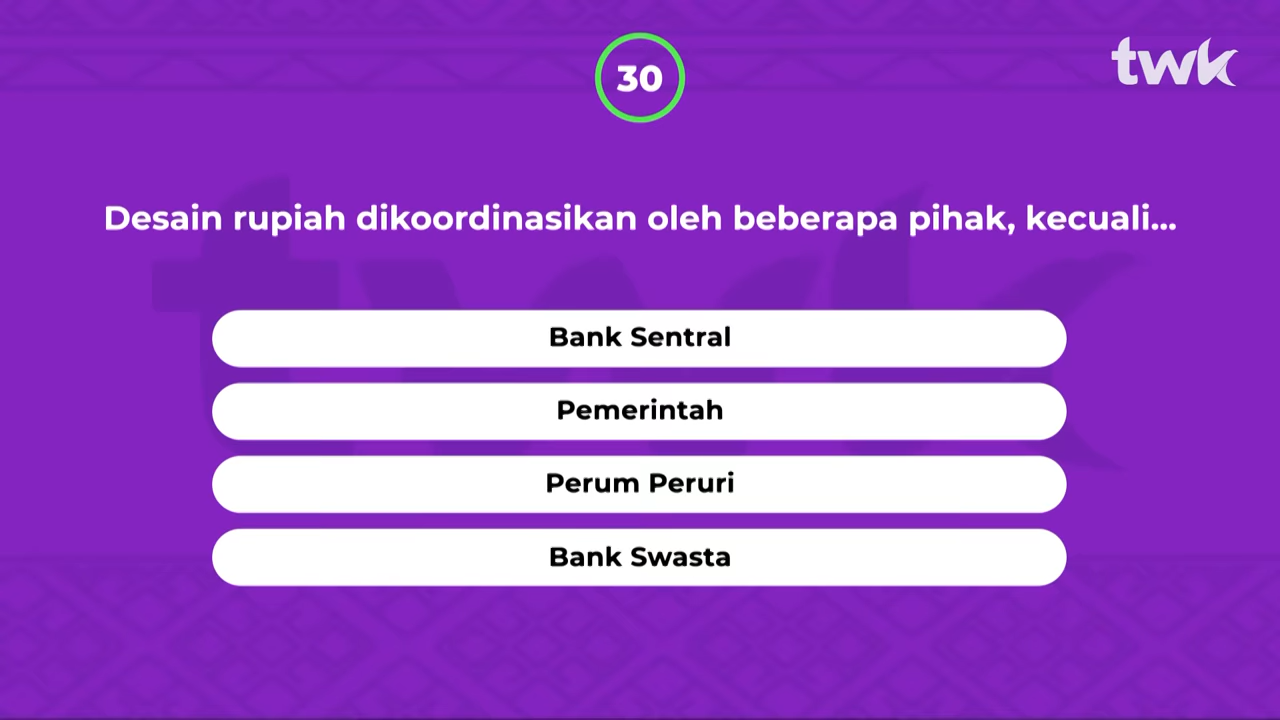 30
twk
Desain rupiah dikoordinasikan oleh beberapa pihak, kecuali...
Bank Sentral
Pemerintah
Perum Peruri
Bank Swasta